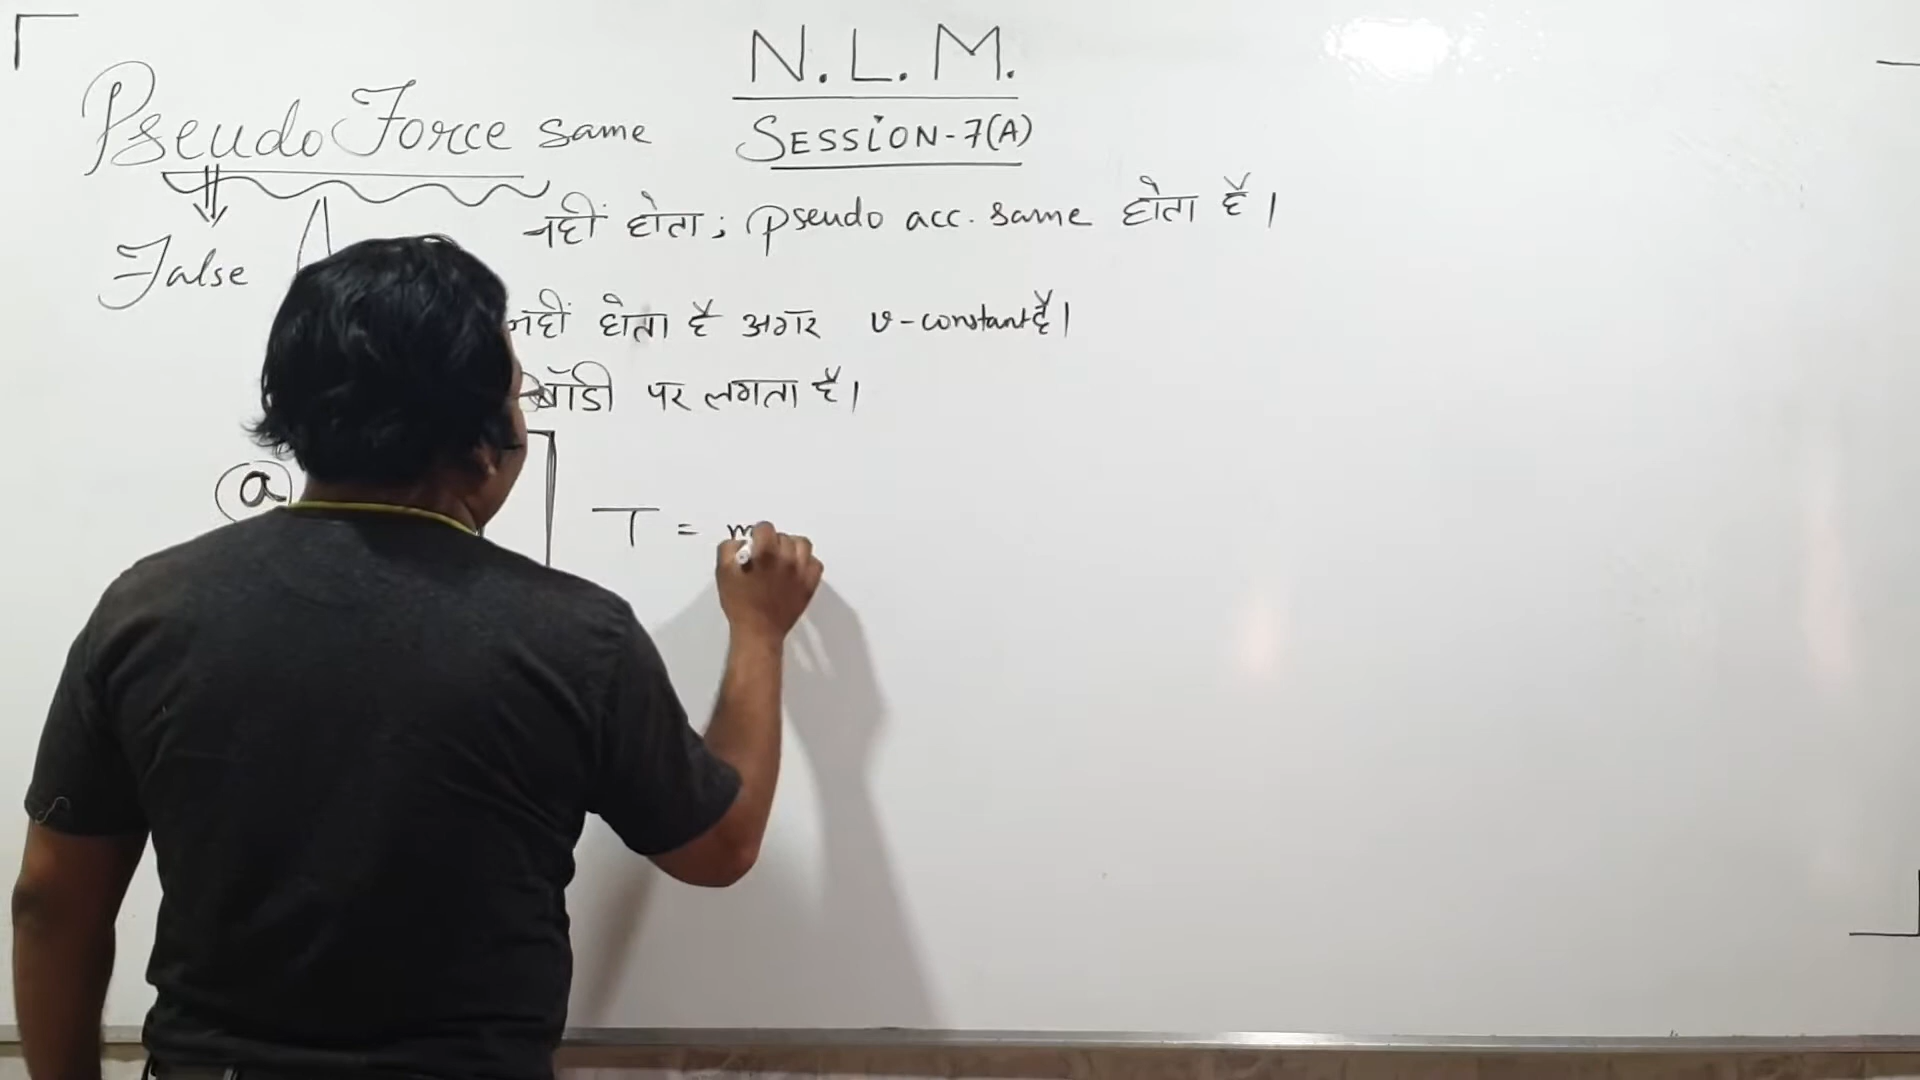 N. L. M.
SESSION-7(A)
Pseudo Force same
नहीं होता ; pseudo acc. same होता है ।
False
नहीं होता है अगर v-constant है ।
बॉडी पर लगता है ।
a
T = m